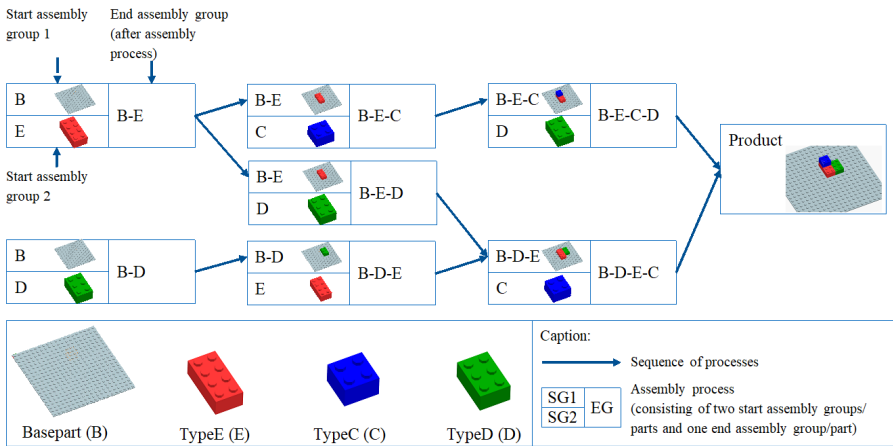 Start assembly
group 1
End assembly group
(after assembly
process)
B
E
B-E
Start assembly
group 2
B-E
C
B-E-C
B-E-C
D
B-E-C-D
Product
B-E
D
B-E-D
B
D
B-D
B-D
E
B-D-E
B-D-E
C
B-D-E-C
Basepart (B)
TypeE (E)
TypeC (C)
TypeD (D)
Caption:
Sequence of processes
SG1
SG2
EG
Assembly process
(consisting of two start assembly groups/
parts and one end assembly group/part)